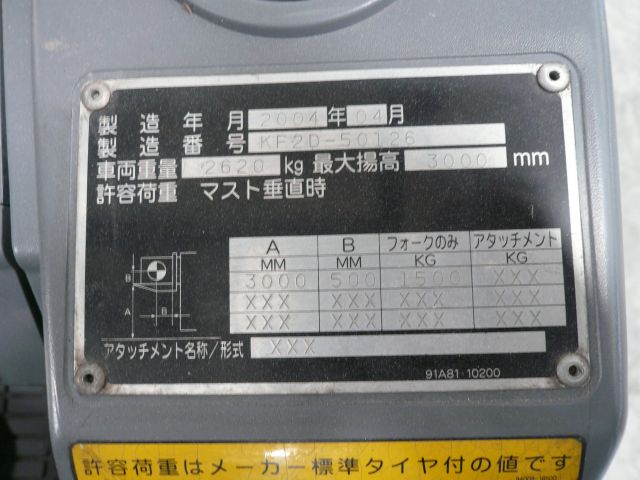 製造年月 2004年04月
製造番号 KF2D-50126
車両重量 2620 kg 最大揚高 3000 mm
許容荷重 マスト垂直時
A B フォークのみ アタッチメント
MM MM KG KG
3000 500 1500 XXX
XXX XXX XXX XXX
XXX XXX XXX XXX
B
A
B
アタッチメント名称/形式 XXX
91A81-10200
許容荷重はメーカー標準タイヤ付の値です